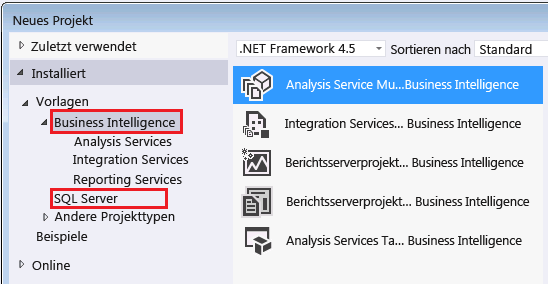 Neues Projekt
Zuletzt verwendet
.NET Framework 4.5 Sortieren nach Standard
Installiert
Vorlagen
Business Intelligence
Analysis Services
Integration Services
Reporting Services
SQL Server
Andere Projekttypen
Beispiele
Online
Analysis Service Mu...Business Intelligence
Integration Services... Business Intelligence
Berichtsserverprojekt... Business Intelligence
Berichtsserverprojekt... Business Intelligence
Analysis Services Ta... Business Intelligence